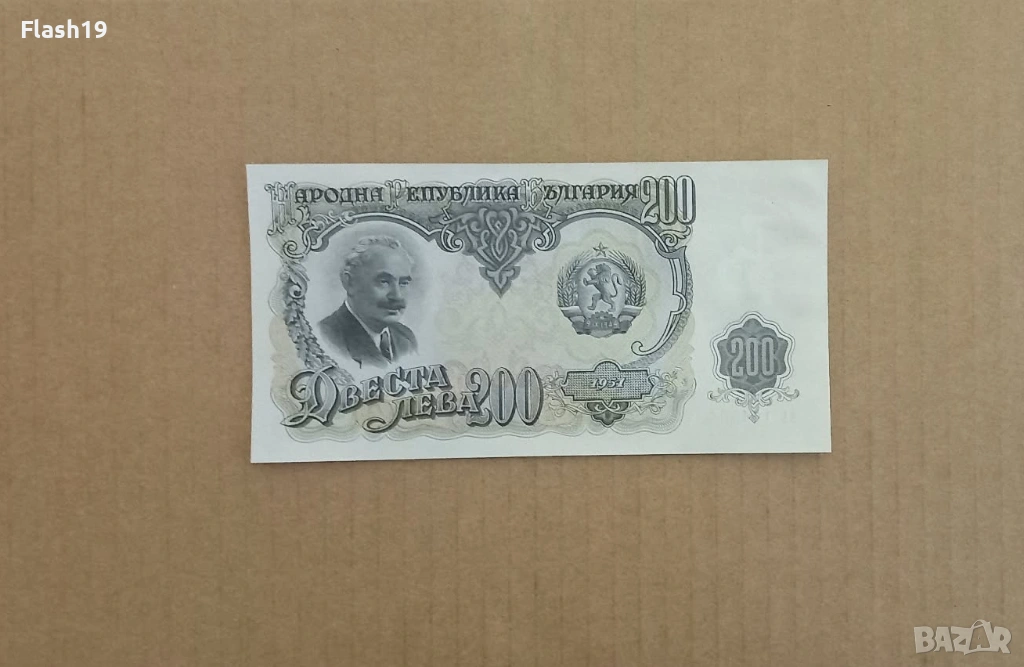 Flash19
Народна Република България 200
Двеста
Лева 200
1951
200
BAZAR